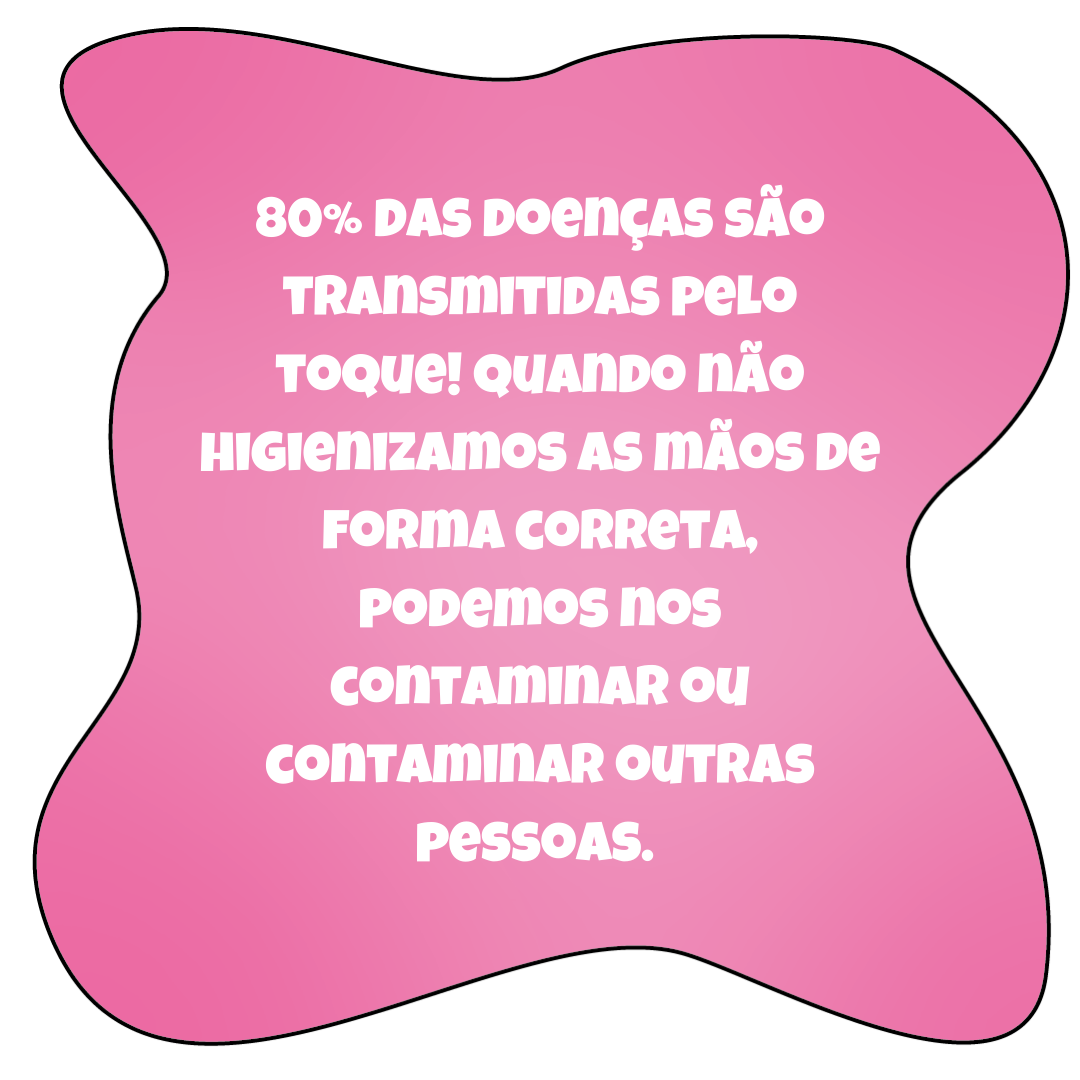 80% das doenças são
transmitidas pelo
toque! Quando não
higienizamos as mãos de
forma correta,
podemos nos
contaminar ou
contaminar outras
pessoas.